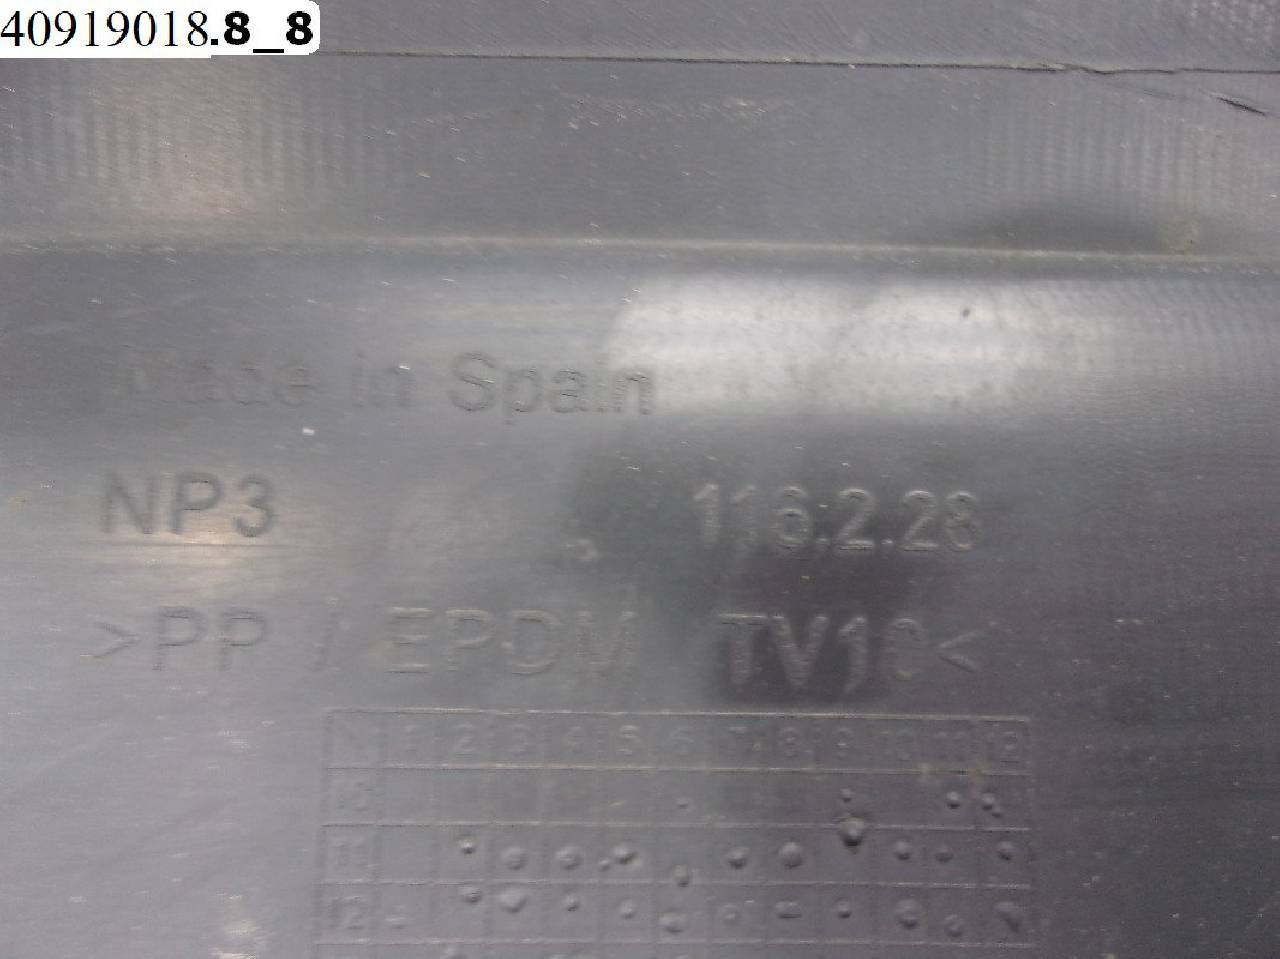 40919018.8_8
Made in Spain
NP3 116.2.28
>PP / EPDM TV10<
N 1 2 3 4 5 6 7 8 9 10 11 12
10
11
12